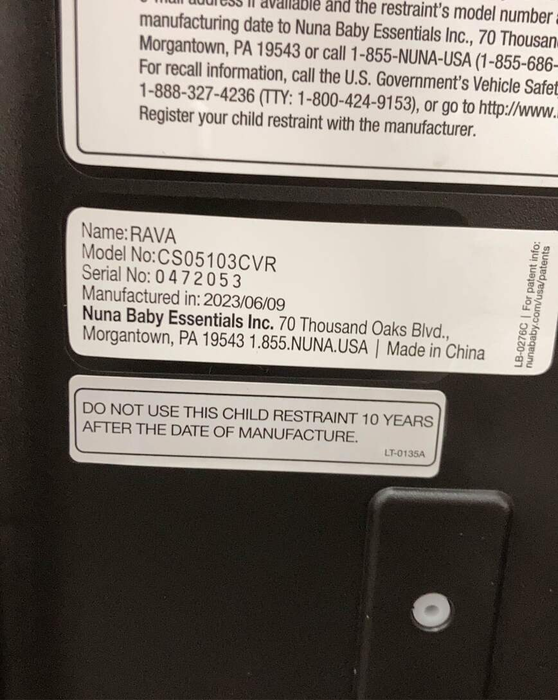 available and the restraint's model number
manufacturing date to Nuna Baby Essentials Inc., 70 Thousan
Morgantown, PA 19543 or call 1-855-NUNA-USA (1-855-686-
For recall information, call the U.S. Government's Vehicle Safet
1-888-327-4236 (TTY: 1-800-424-9153), or go to http://www.
Register your child restraint with the manufacturer.
Name: RAVA
Model No: CS05103CVR
Serial No: 0472053
Manufactured in: 2023/06/09
Nuna Baby Essentials Inc. 70 Thousand Oaks Blvd.,
Morgantown, PA 19543 1.855.NUNA.USA | Made in China
LB-0276C | For patent info:
nunababy.com/usa/patents
DO NOT USE THIS CHILD RESTRAINT 10 YEARS
AFTER THE DATE OF MANUFACTURE.
LT-0135A